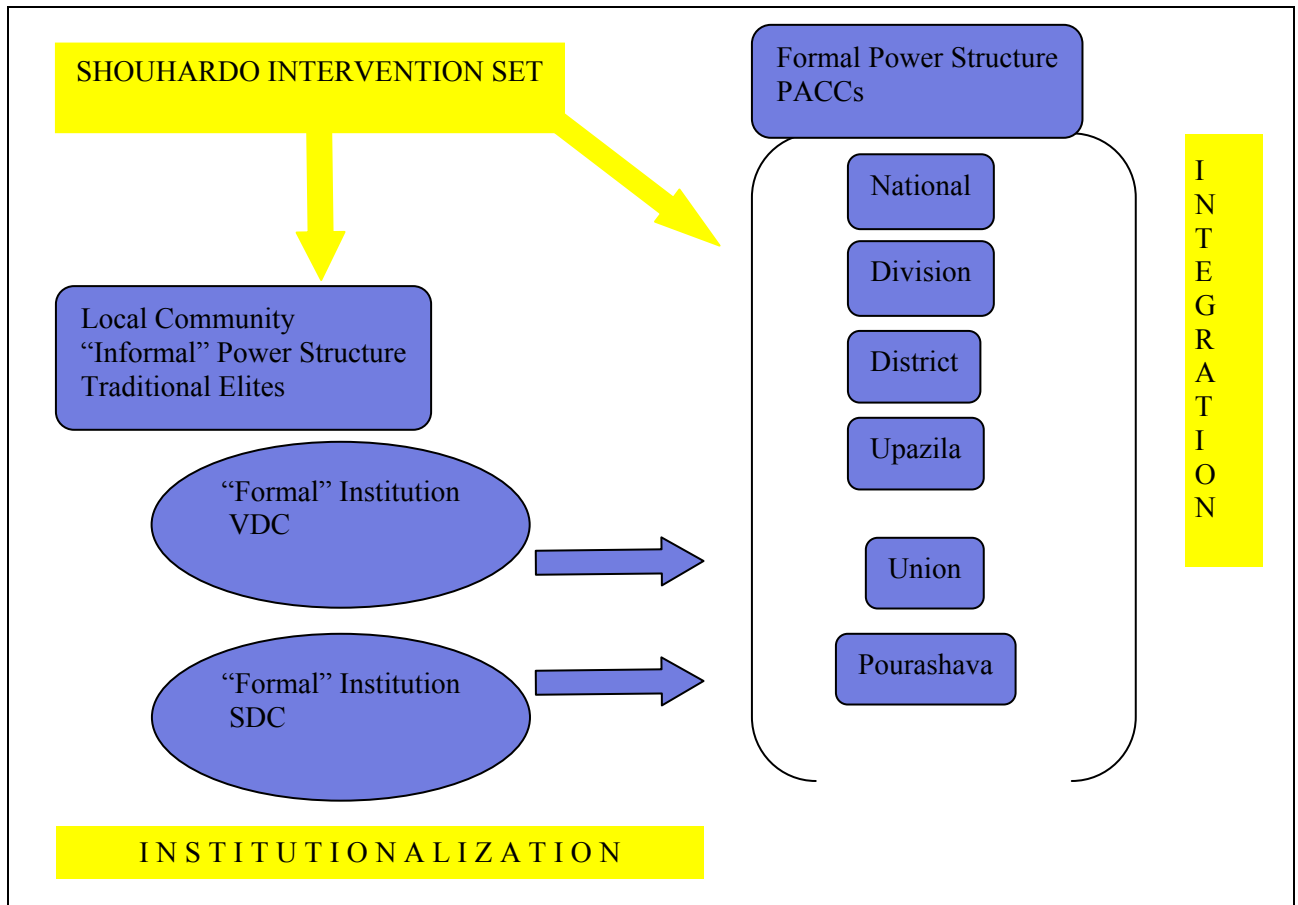 SHOUHARDO INTERVENTION SET
Formal Power Structure
PACCs
National
Division
District
Upazila
Union
Pourashava
I
N
T
E
G
R
A
T
I
O
N
Local Community
“Informal” Power Structure
Traditional Elites
“Formal” Institution
VDC
“Formal” Institution
SDC
I N S T I T U T I O N A L I Z A T I O N